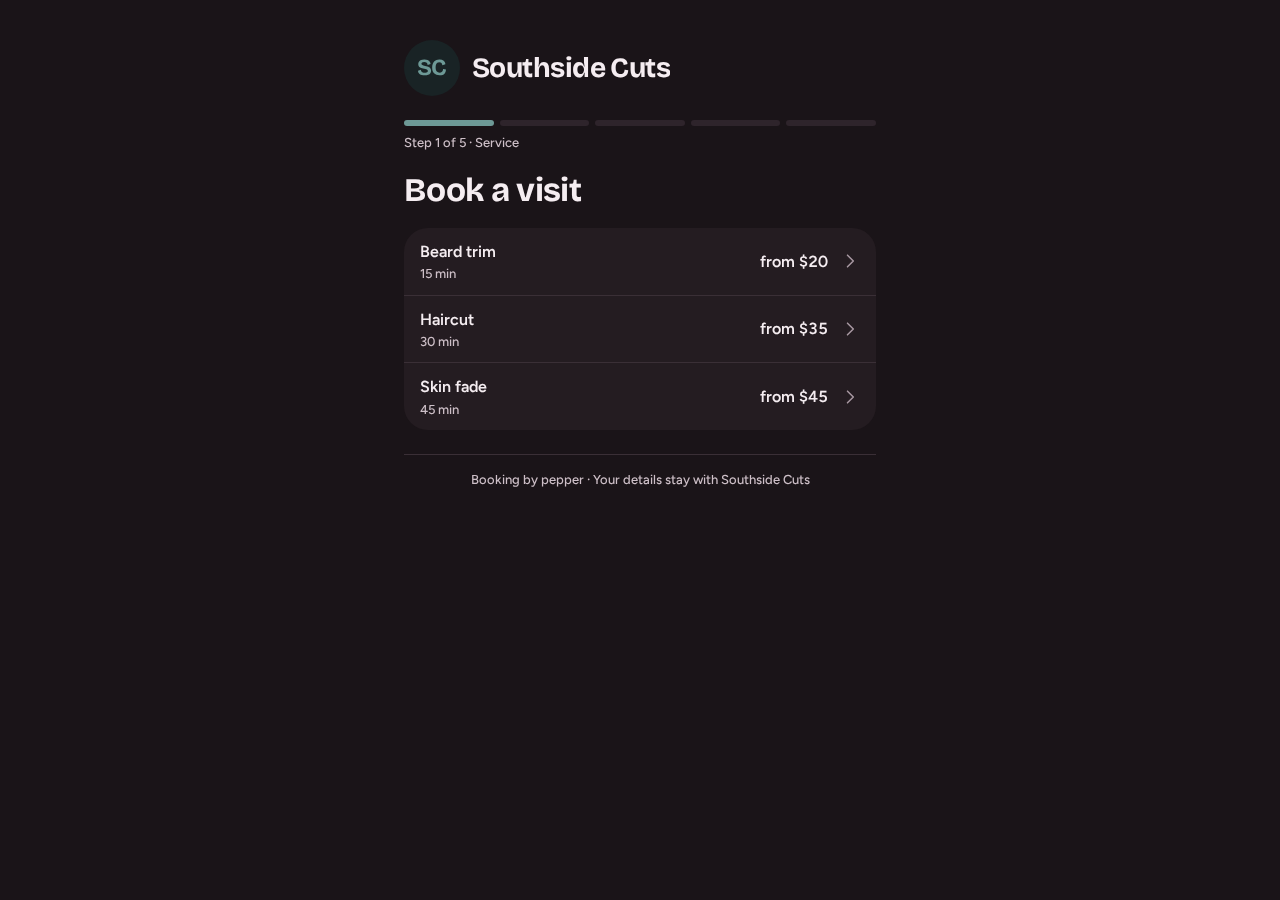 SC
Southside Cuts
Step 1 of 5 · Service
Book a visit
Beard trim
15 min
from $20
Haircut
30 min
from $35
Skin fade
45 min
from $45
Booking by pepper · Your details stay with Southside Cuts